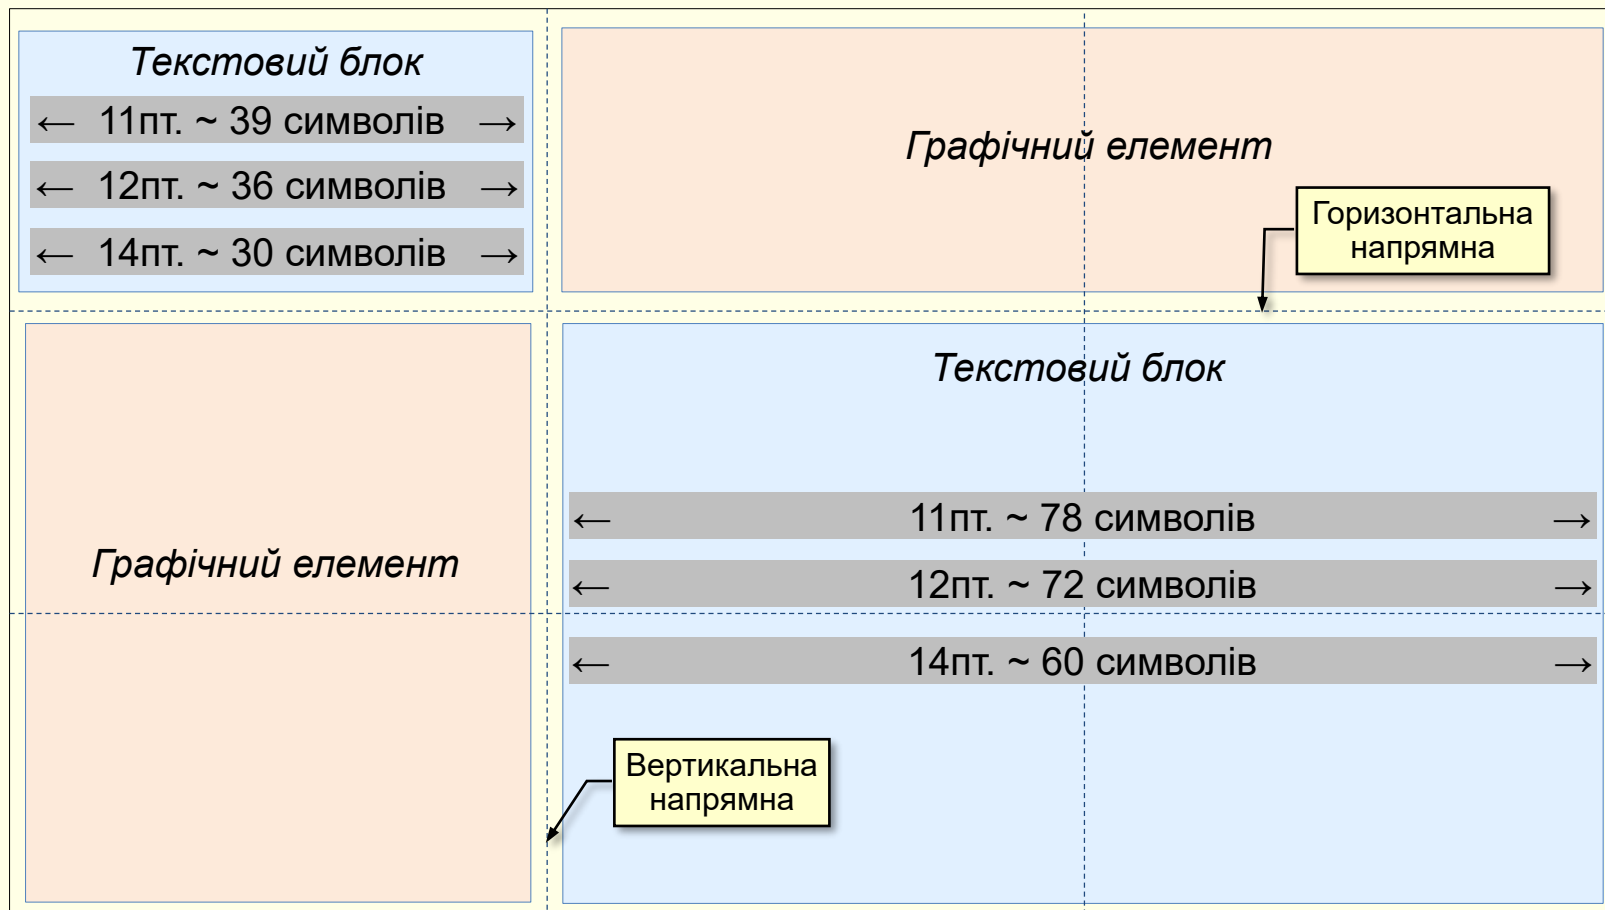 Текстовий блок
← 11пт. ~ 39 символів →
← 12пт. ~ 36 символів →
← 14пт. ~ 30 символів →
Графічний елемент
Горизонтальна
напрямна
Графічний елемент
Текстовий блок
← 11пт. ~ 78 символів →
← 12пт. ~ 72 символів →
← 14пт. ~ 60 символів →
Вертикальна
напрямна